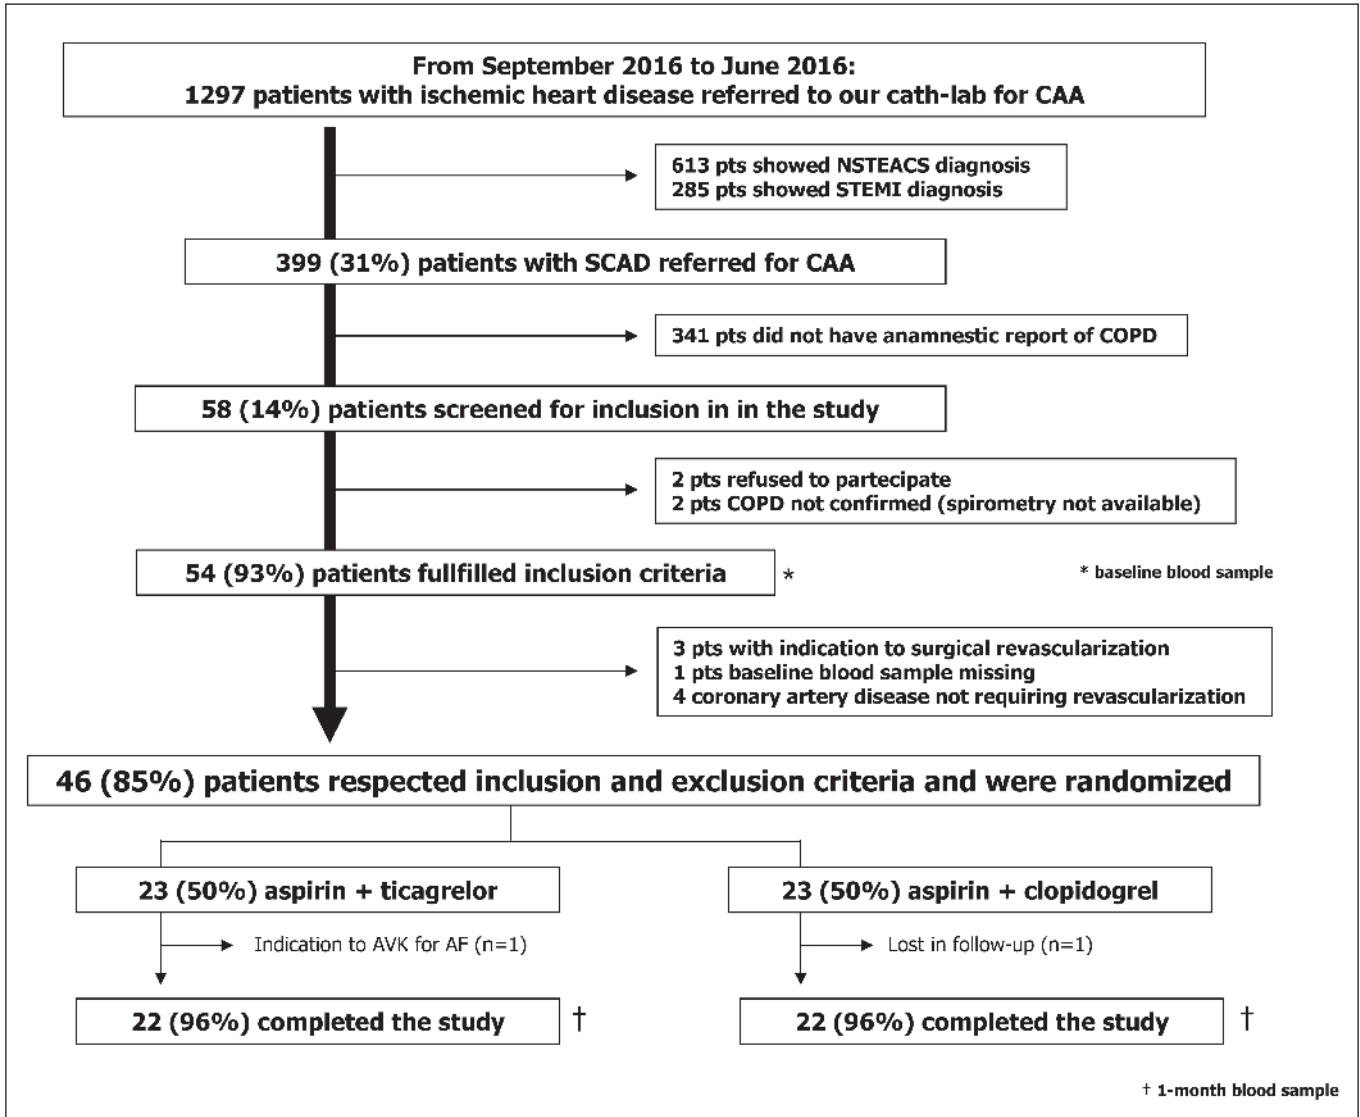 From September 2016 to June 2016:
1297 patients with ischemic heart disease referred to our cath-lab for CAA
613 pts showed NSTEACS diagnosis
285 pts showed STEMI diagnosis
399 (31%) patients with SCAD referred for CAA
341 pts did not have anamnestic report of COPD
58 (14%) patients screened for inclusion in in the study
2 pts refused to partecipate
2 pts COPD not confirmed (spirometry not available)
54 (93%) patients fullfilled inclusion criteria *
* baseline blood sample
3 pts with indication to surgical revascularization
1 pts baseline blood sample missing
4 coronary artery disease not requiring revascularization
46 (85%) patients respected inclusion and exclusion criteria and were randomized
23 (50%) aspirin + ticagrelor
23 (50%) aspirin + clopidogrel
Indication to AVK for AF (n=1)
Lost in follow-up (n=1)
22 (96%) completed the study †
22 (96%) completed the study †
† 1-month blood sample